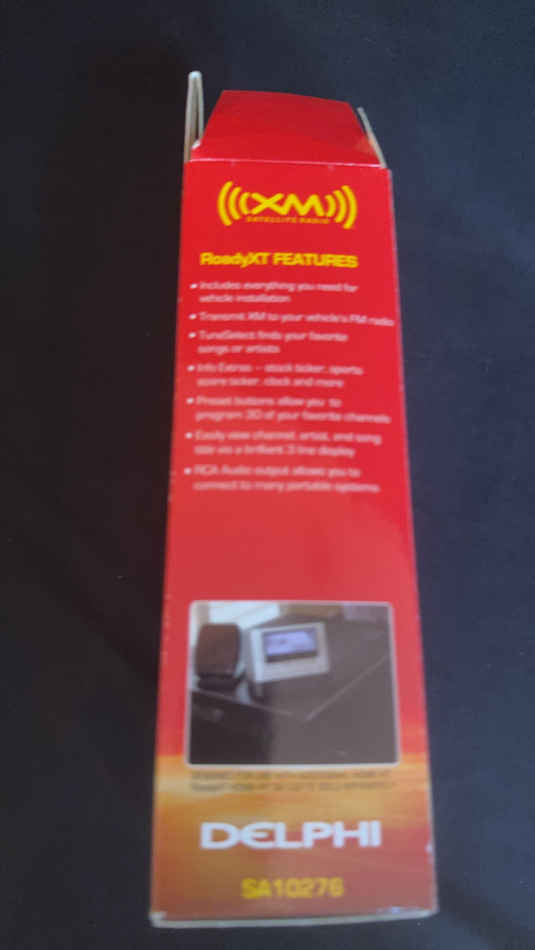 XM
SATELLITE RADIO
RoadyXT FEATURES
• Includes everything you need for
vehicle installation
• Transmit XM to your vehicle's FM radio
• TuneSelect finds your favorite
songs or artists
• Info Extras – stock ticker, sports
score ticker, clock and more
• Preset buttons allow you to
program 30 of your favorite channels
• Easily view channel, artist, and song
title via a brilliant 3 line display
• RCA Audio output allows you to
connect to many portable systems
DELPHI
SA10276